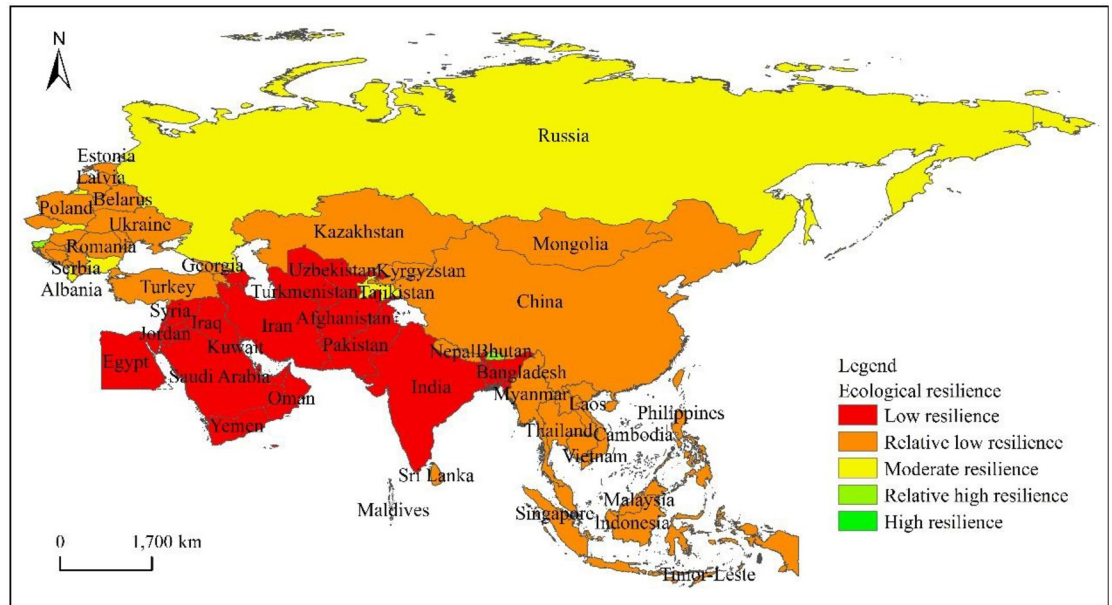 N
Russia
Estonia
Latvia
Belarus
Poland
Ukraine
Kazakhstan
Mongolia
Romania
Georgia
Serbia
Uzbekistan
Kyrgyzstan
Albania
Turkey
Turkmenistan
Tajikistan
China
Syria
Iraq
Iran
Afghanistan
Jordan
Kuwait
Pakistan
Nepal
Bhutan
Egypt
Saudi Arabia
India
Bangladesh
Oman
Myanmar
Laos
Philippines
Yemen
Thailand
Cambodia
Vietnam
Sri Lanka
Maldives
Malaysia
Singapore
Indonesia
Timor-Leste
Legend
Ecological resilience
Low resilience
Relative low resilience
Moderate resilience
Relative high resilience
High resilience
0 1,700 km